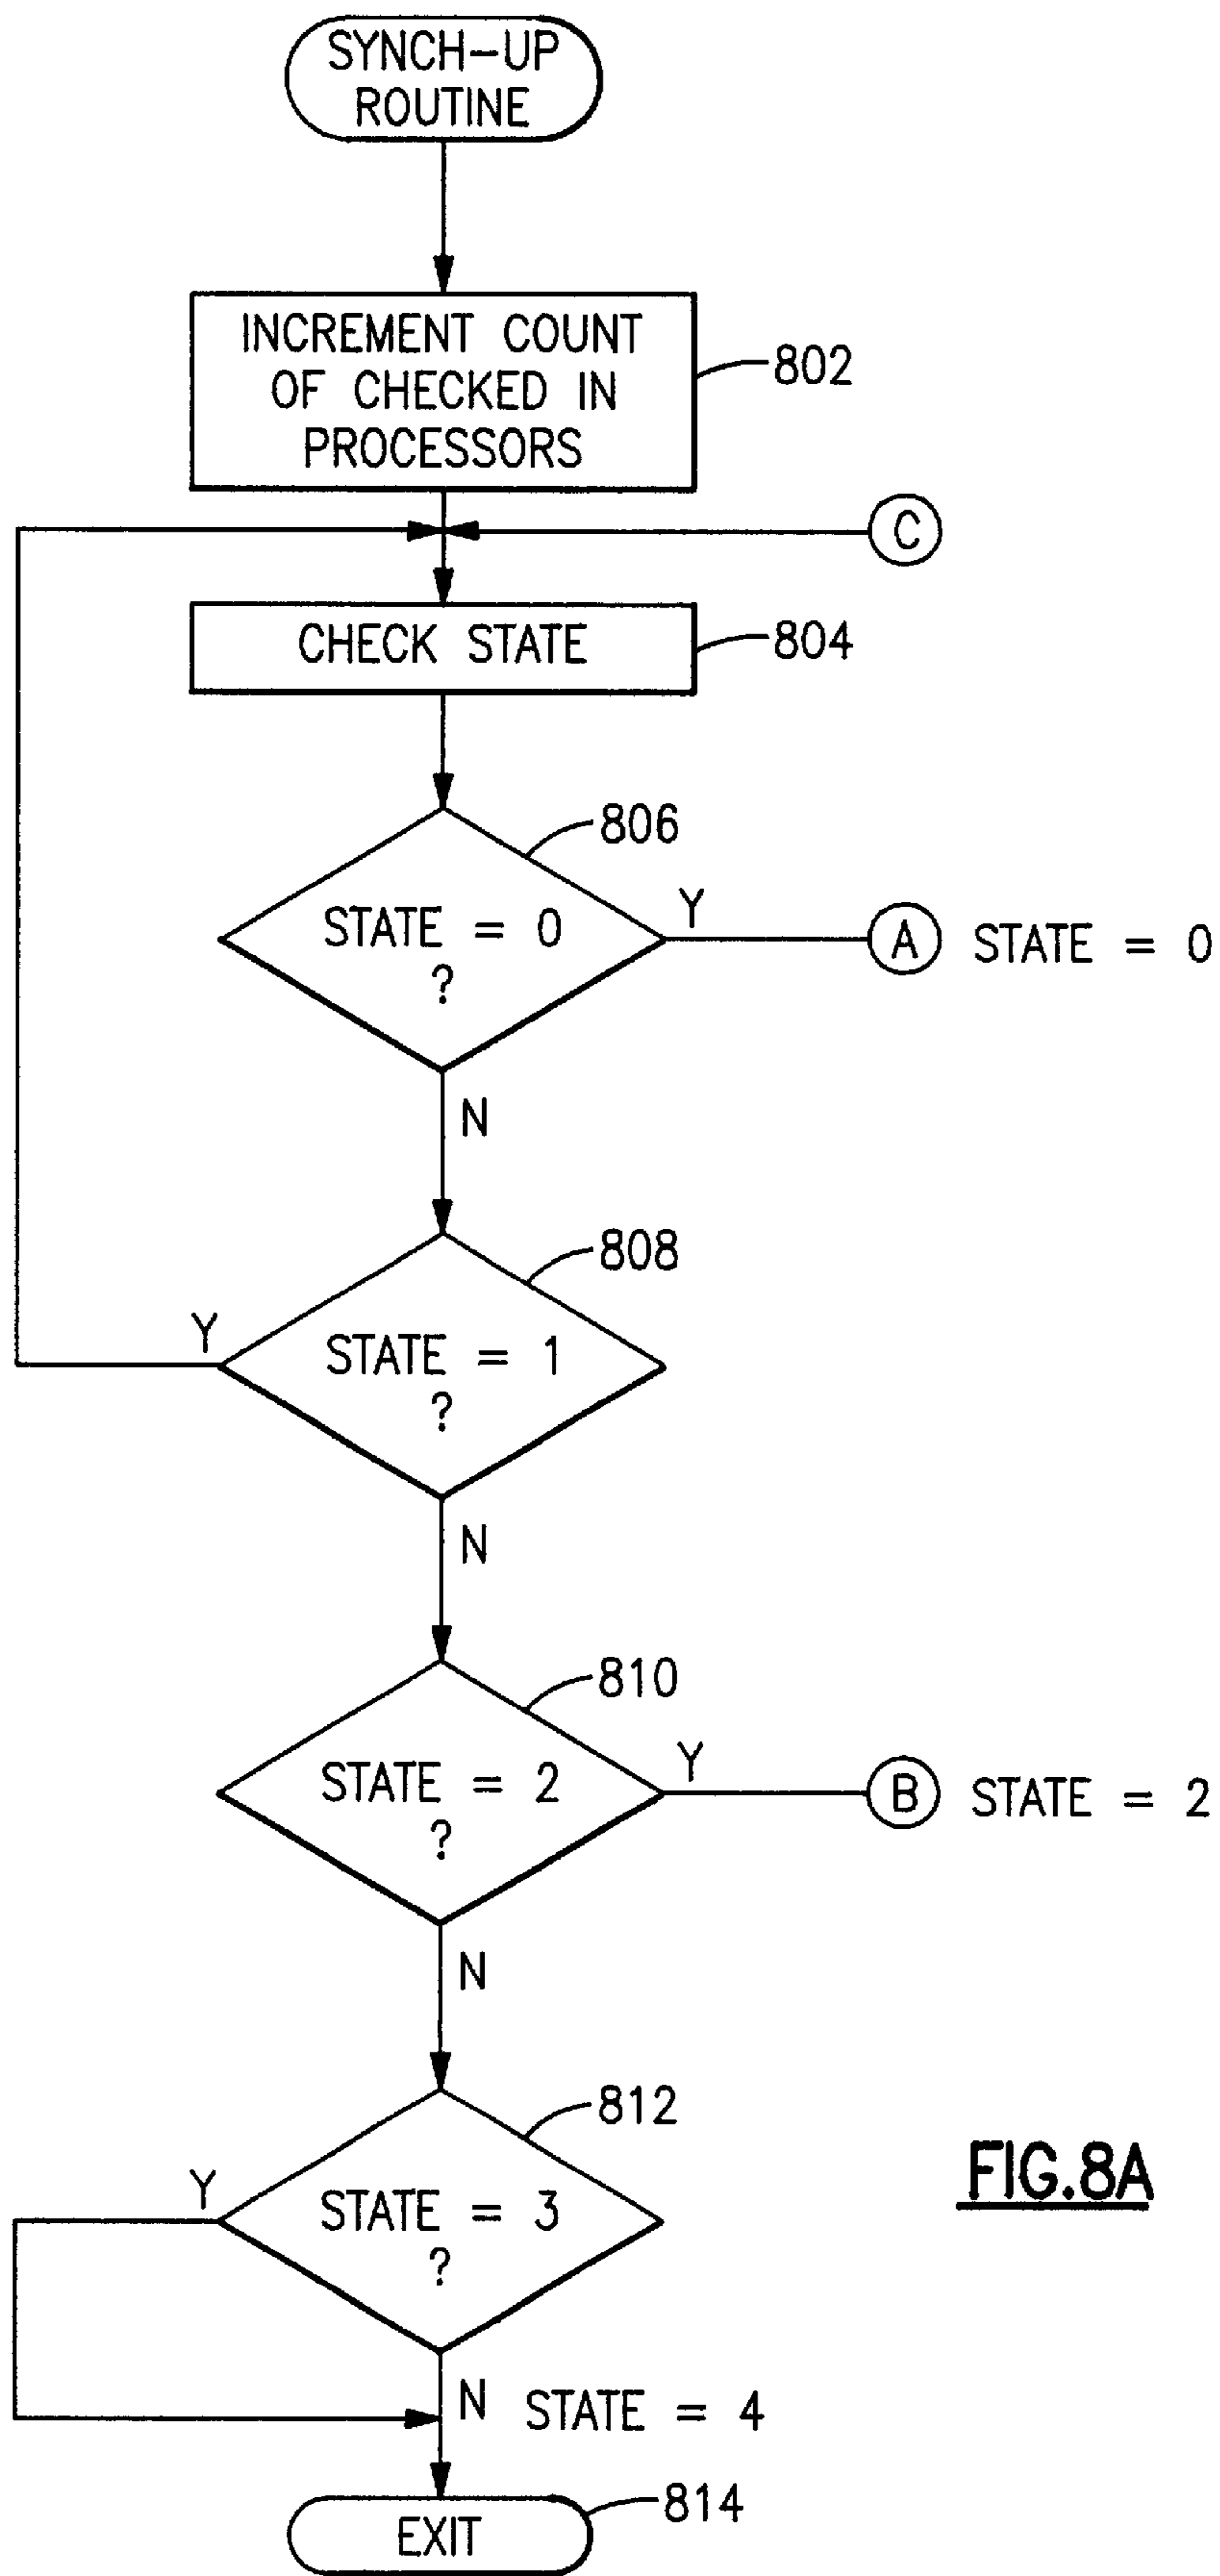 SYNCH-UP
ROUTINE
INCREMENT COUNT
OF CHECKED IN
PROCESSORS
802
C
CHECK STATE
804
806
STATE = 0
?
Y
A
STATE = 0
N
808
Y
STATE = 1
?
N
810
STATE = 2
?
Y
B
STATE = 2
N
812
Y
STATE = 3
?
FIG.8A
N
STATE = 4
EXIT
814